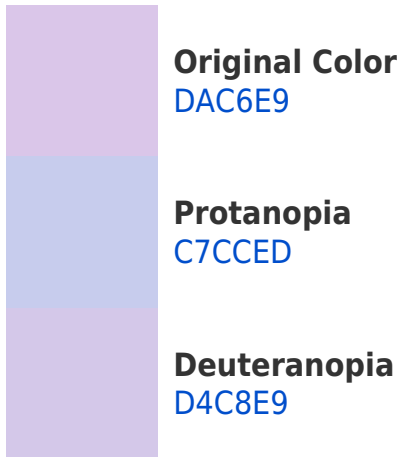 Original Color
DAC6E9
Protanopia
C7CCED
Deuteranopia
D4C8E9